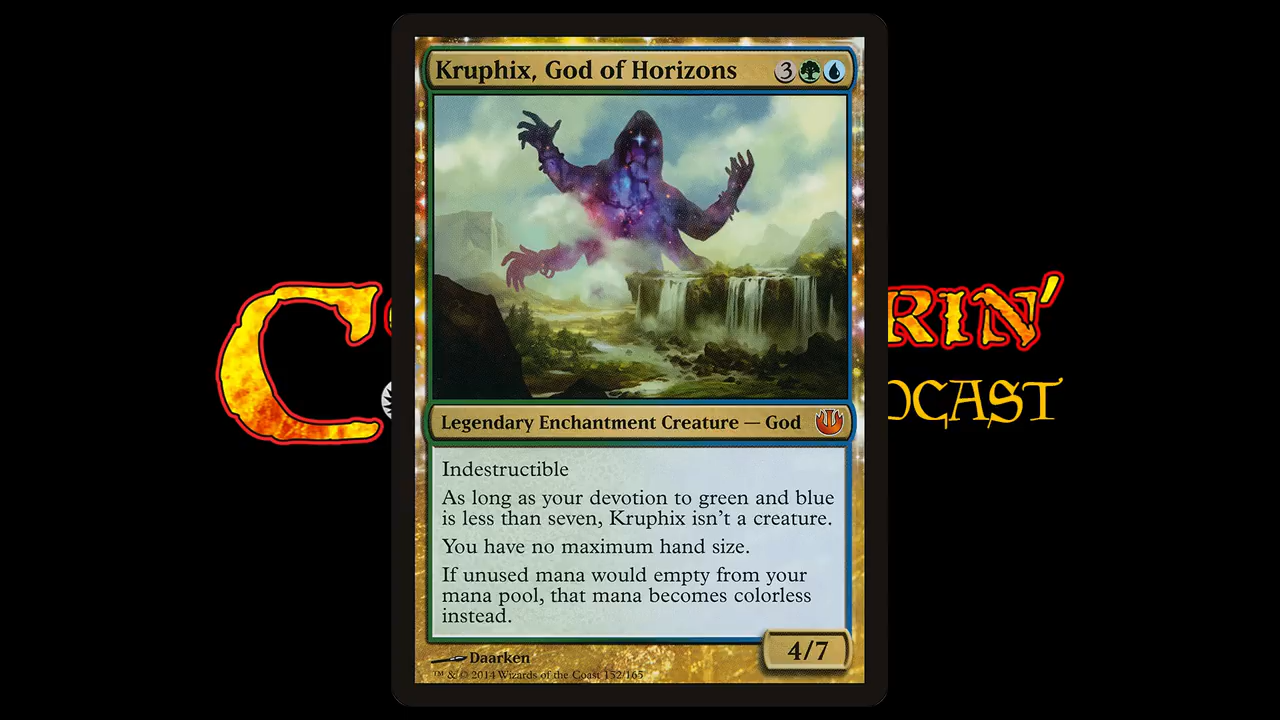 Kruphix, God of Horizons 3
Legendary Enchantment Creature — God
Indestructible
As long as your devotion to green and blue
is less than seven, Kruphix isn't a creature.
You have no maximum hand size.
If unused mana would empty from your
mana pool, that mana becomes colorless
instead.
4/7
Daarken
™ & © 2014 Wizards of the Coast 152/165